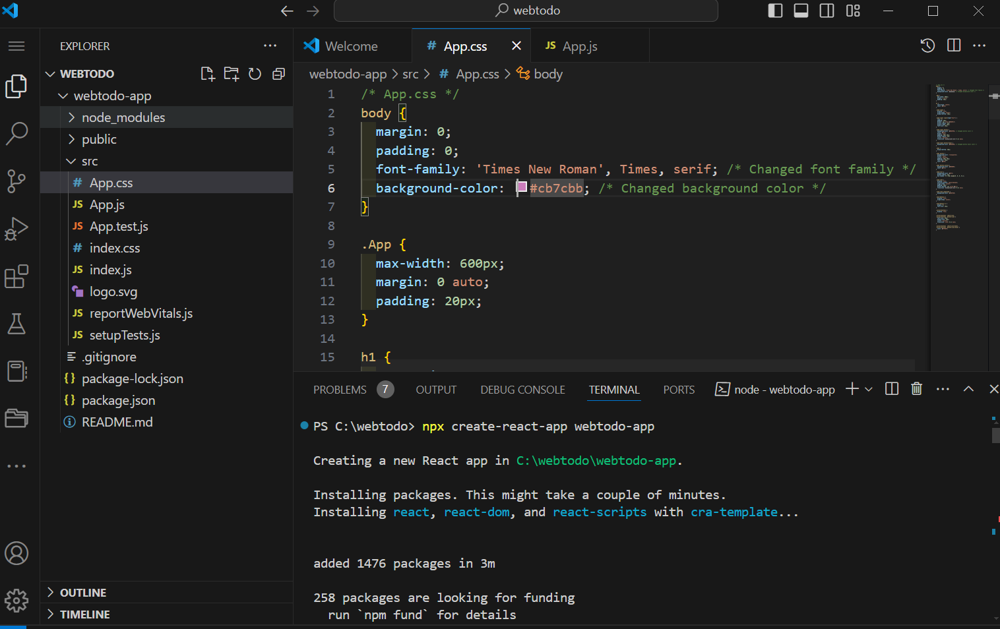 webtodo
EXPLORER
WEBTODO
webtodo-app
node_modules
public
src
# App.css
JS App.js
JS App.test.js
# index.css
JS index.js
logo.svg
JS reportWebVitals.js
JS setupTests.js
.gitignore
{} package-lock.json
{} package.json
README.md
OUTLINE
TIMELINE
Welcome
# App.css
JS App.js
webtodo-app > src > # App.css > body
1 /* App.css */
2 body {
3 margin: 0;
4 padding: 0;
5 font-family: 'Times New Roman', Times, serif; /* Changed font family */
6 background-color: #cb7cbb; /* Changed background color */
7 }
8
9 .App {
10 max-width: 600px;
11 margin: 0 auto;
12 padding: 20px;
13 }
14
15 h1 {
PROBLEMS 7 OUTPUT DEBUG CONSOLE TERMINAL PORTS node - webtodo-app
PS C:\webtodo> npx create-react-app webtodo-app
Creating a new React app in C:\webtodo\webtodo-app.
Installing packages. This might take a couple of minutes.
Installing react, react-dom, and react-scripts with cra-template...
added 1476 packages in 3m
258 packages are looking for funding
run `npm fund` for details